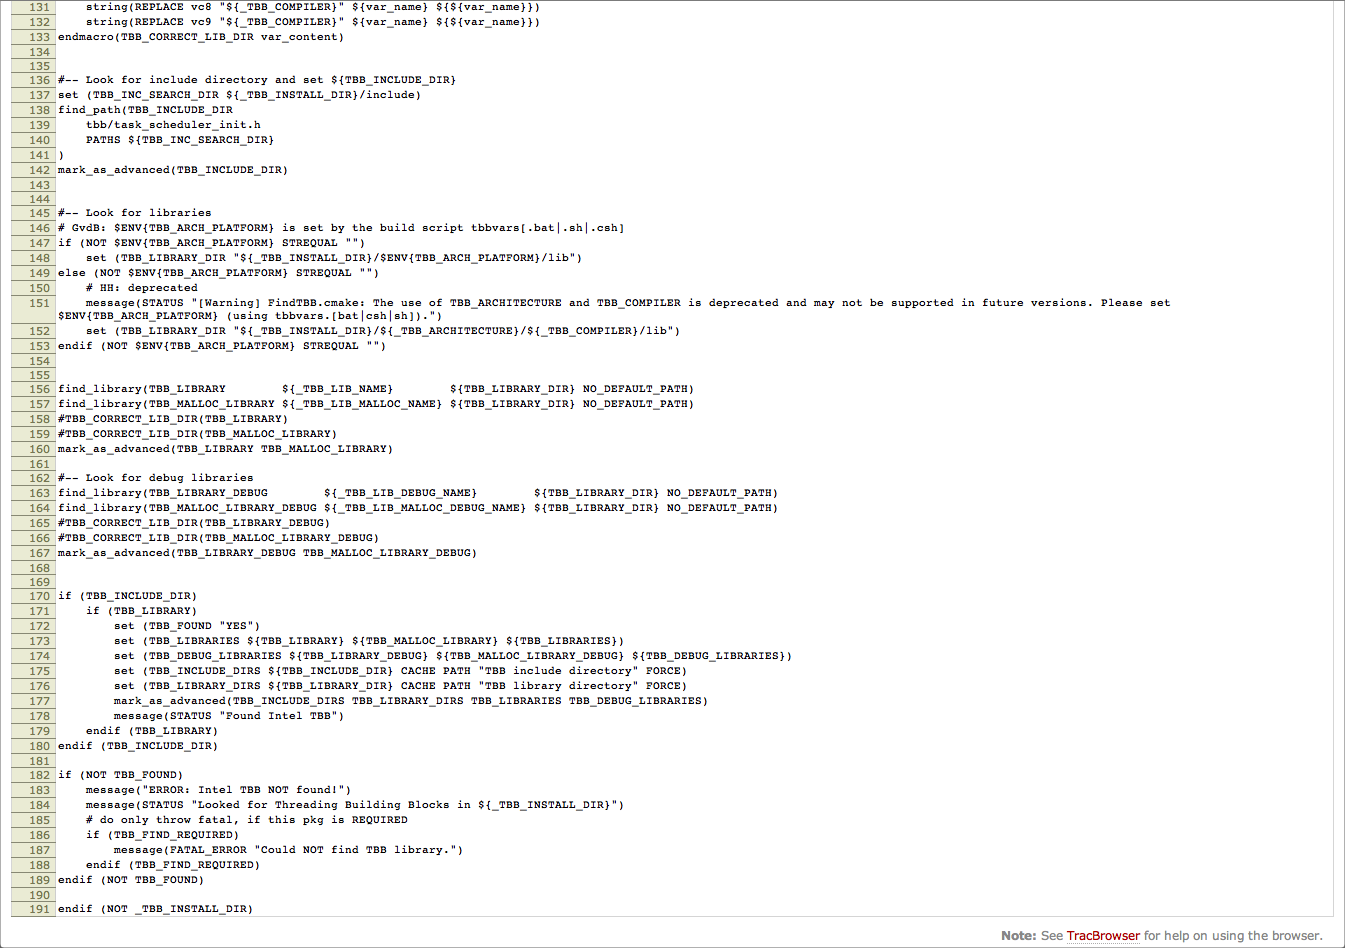 131     string(REPLACE vc8 "${_TBB_COMPILER}" ${var_name} ${${var_name}})
132     string(REPLACE vc9 "${_TBB_COMPILER}" ${var_name} ${${var_name}})
133 endmacro(TBB_CORRECT_LIB_DIR var_content)
134
135
136 #-- Look for include directory and set ${TBB_INCLUDE_DIR}
137 set (TBB_INC_SEARCH_DIR ${_TBB_INSTALL_DIR}/include)
138 find_path(TBB_INCLUDE_DIR
139     tbb/task_scheduler_init.h
140     PATHS ${TBB_INC_SEARCH_DIR}
141 )
142 mark_as_advanced(TBB_INCLUDE_DIR)
143
144
145 #-- Look for libraries
146 # GvdB: $ENV{TBB_ARCH_PLATFORM} is set by the build script tbbvars[.bat|.sh|.csh]
147 if (NOT $ENV{TBB_ARCH_PLATFORM} STREQUAL "")
148     set (TBB_LIBRARY_DIR "${_TBB_INSTALL_DIR}/$ENV{TBB_ARCH_PLATFORM}/lib")
149 else (NOT $ENV{TBB_ARCH_PLATFORM} STREQUAL "")
150     # HH: deprecated
151     message(STATUS "[Warning] FindTBB.cmake: The use of TBB_ARCHITECTURE and TBB_COMPILER is deprecated and may not be supported in future versions. Please set
$ENV{TBB_ARCH_PLATFORM} (using tbbvars.[bat|csh|sh]).")
152     set (TBB_LIBRARY_DIR "${_TBB_INSTALL_DIR}/${_TBB_ARCHITECTURE}/${_TBB_COMPILER}/lib")
153 endif (NOT $ENV{TBB_ARCH_PLATFORM} STREQUAL "")
154
155
156 find_library(TBB_LIBRARY        ${_TBB_LIB_NAME}        ${TBB_LIBRARY_DIR} NO_DEFAULT_PATH)
157 find_library(TBB_MALLOC_LIBRARY ${_TBB_LIB_MALLOC_NAME} ${TBB_LIBRARY_DIR} NO_DEFAULT_PATH)
158 #TBB_CORRECT_LIB_DIR(TBB_LIBRARY)
159 #TBB_CORRECT_LIB_DIR(TBB_MALLOC_LIBRARY)
160 mark_as_advanced(TBB_LIBRARY TBB_MALLOC_LIBRARY)
161
162 #-- Look for debug libraries
163 find_library(TBB_LIBRARY_DEBUG        ${_TBB_LIB_DEBUG_NAME}        ${TBB_LIBRARY_DIR} NO_DEFAULT_PATH)
164 find_library(TBB_MALLOC_LIBRARY_DEBUG ${_TBB_LIB_MALLOC_DEBUG_NAME} ${TBB_LIBRARY_DIR} NO_DEFAULT_PATH)
165 #TBB_CORRECT_LIB_DIR(TBB_LIBRARY_DEBUG)
166 #TBB_CORRECT_LIB_DIR(TBB_MALLOC_LIBRARY_DEBUG)
167 mark_as_advanced(TBB_LIBRARY_DEBUG TBB_MALLOC_LIBRARY_DEBUG)
168
169
170 if (TBB_INCLUDE_DIR)
171     if (TBB_LIBRARY)
172         set (TBB_FOUND "YES")
173         set (TBB_LIBRARIES ${TBB_LIBRARY} ${TBB_MALLOC_LIBRARY} ${TBB_LIBRARIES})
174         set (TBB_DEBUG_LIBRARIES ${TBB_LIBRARY_DEBUG} ${TBB_MALLOC_LIBRARY_DEBUG} ${TBB_DEBUG_LIBRARIES})
175         set (TBB_INCLUDE_DIRS ${TBB_INCLUDE_DIR} CACHE PATH "TBB include directory" FORCE)
176         set (TBB_LIBRARY_DIRS ${TBB_LIBRARY_DIR} CACHE PATH "TBB library directory" FORCE)
177         mark_as_advanced(TBB_INCLUDE_DIRS TBB_LIBRARY_DIRS TBB_LIBRARIES TBB_DEBUG_LIBRARIES)
178         message(STATUS "Found Intel TBB")
179     endif (TBB_LIBRARY)
180 endif (TBB_INCLUDE_DIR)
181
182 if (NOT TBB_FOUND)
183     message("ERROR: Intel TBB NOT found!")
184     message(STATUS "Looked for Threading Building Blocks in ${_TBB_INSTALL_DIR}")
185     # do only throw fatal, if this pkg is REQUIRED
186     if (TBB_FIND_REQUIRED)
187         message(FATAL_ERROR "Could NOT find TBB library.")
188     endif (TBB_FIND_REQUIRED)
189 endif (NOT TBB_FOUND)
190
191 endif (NOT _TBB_INSTALL_DIR)
Note: See TracBrowser for help on using the browser.